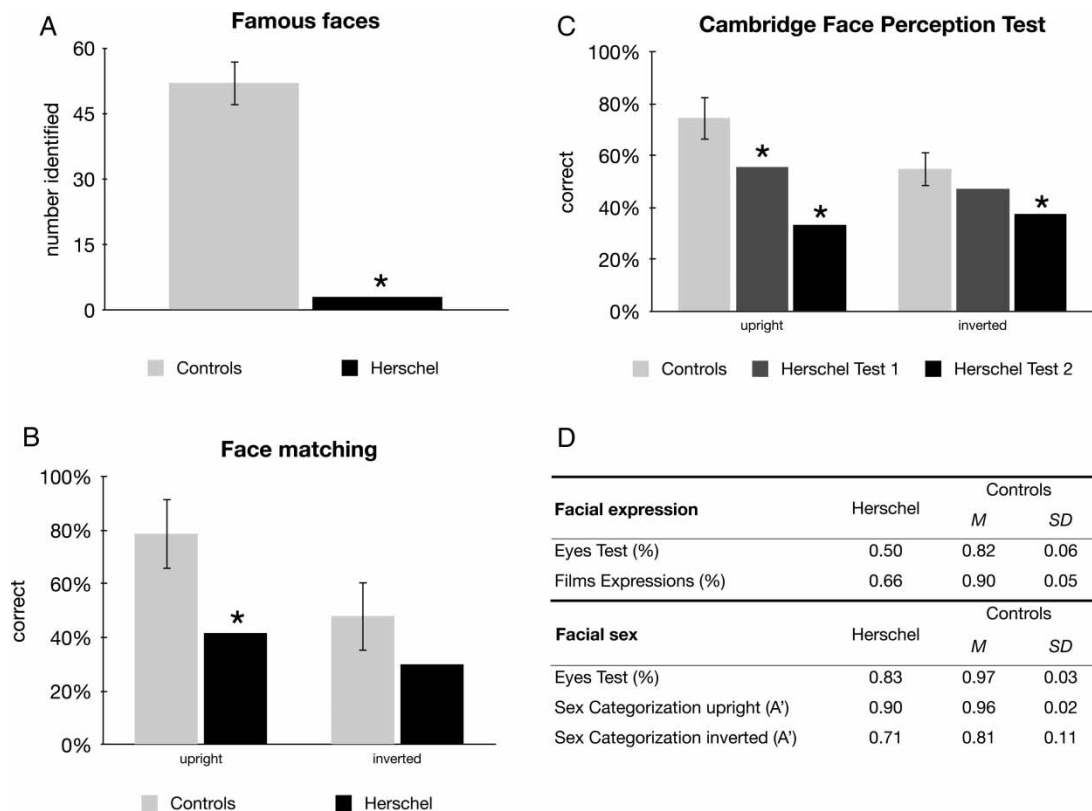 A
Famous faces
60
45
30
15
0
number identified
*
Controls
Herschel
B
Face matching
100%
80%
60%
40%
20%
0%
correct
*
upright
inverted
Controls
Herschel
C
Cambridge Face Perception Test
80%
60%
40%
20%
0%
correct
*
*
*
upright
inverted
Controls
Herschel Test 1
Herschel Test 2
D
Controls
Facial expression Herschel M SD
Eyes Test (%) 0.50 0.82 0.06
Films Expressions (%) 0.66 0.90 0.05
Controls
Facial sex Herschel M SD
Eyes Test (%) 0.83 0.97 0.03
Sex Categorization upright (A') 0.90 0.96 0.02
Sex Categorization inverted (A') 0.71 0.81 0.11